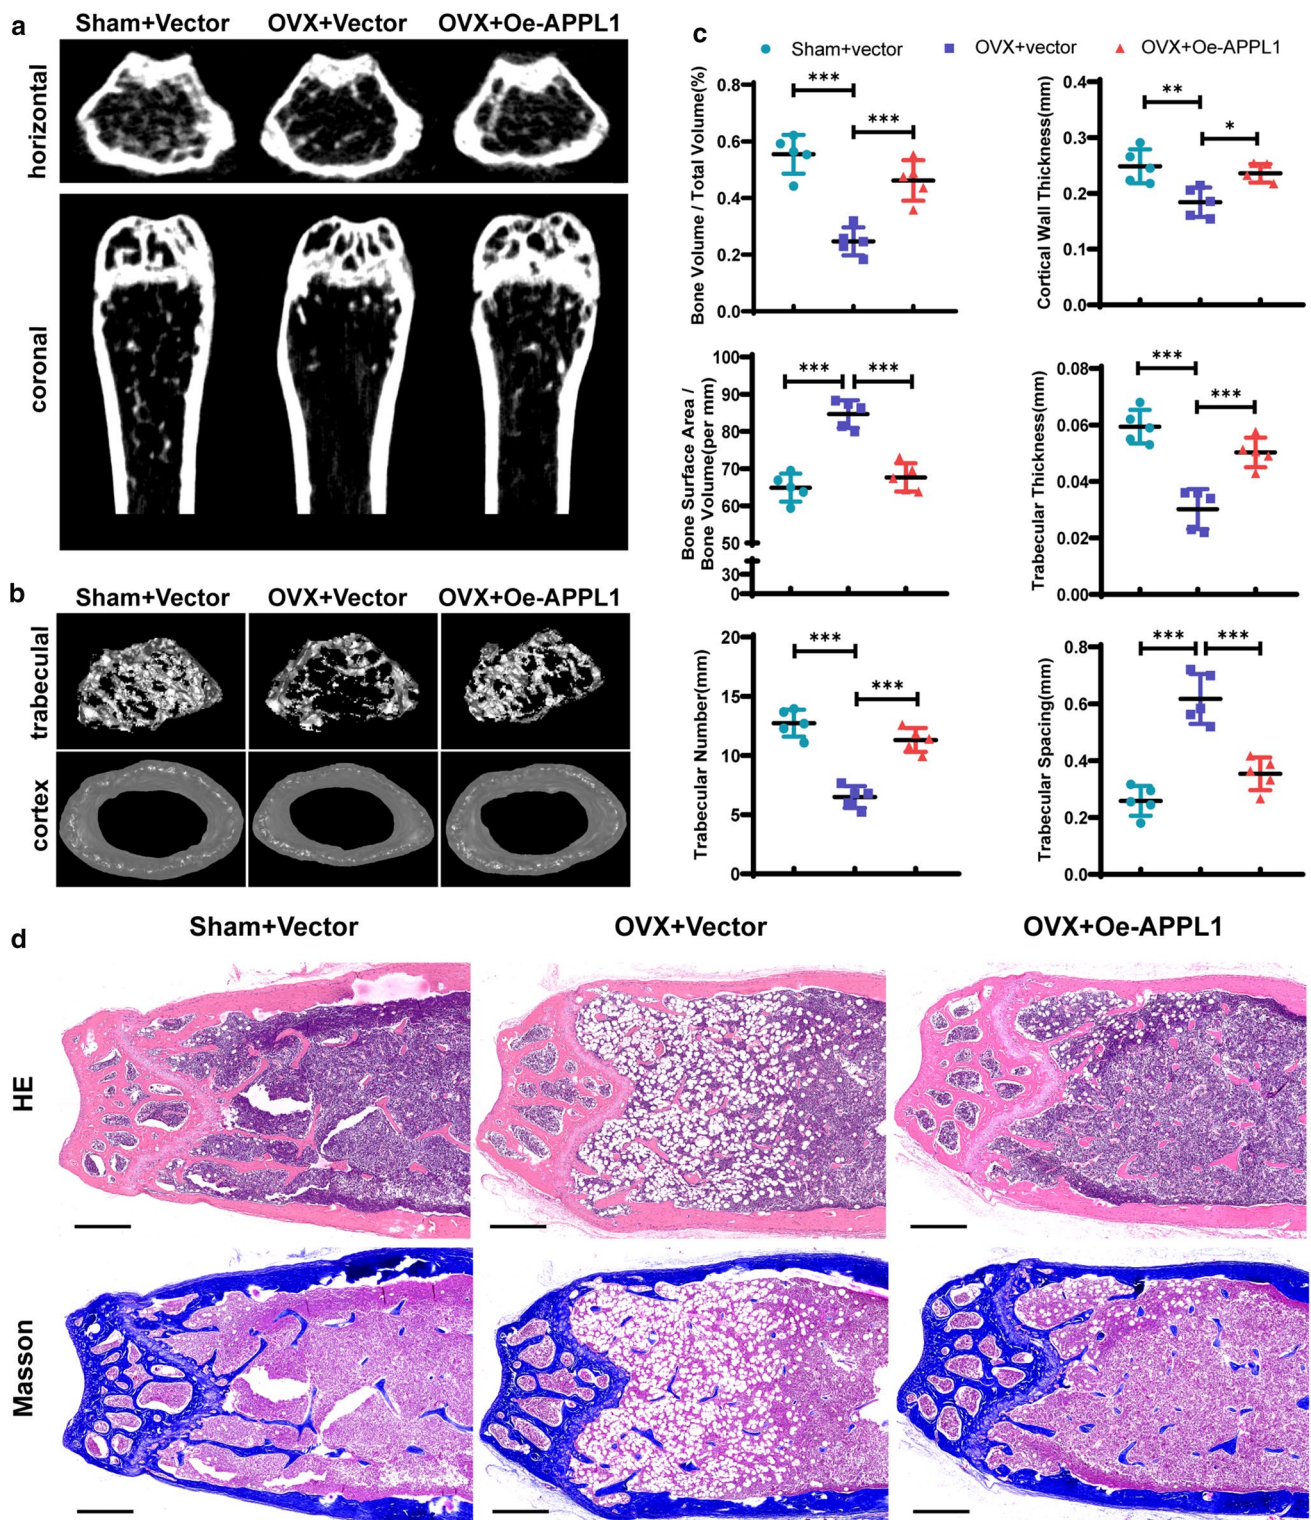 a
Sham+Vector OVX+Vector OVX+Oe-APPL1
horizontal
coronal
b
Sham+Vector OVX+Vector OVX+Oe-APPL1
trabecular
cortex
c
Sham+vector OVX+vector OVX+Oe-APPL1
Bone Volume / Total Volume(%)
0.8
0.6
0.4
0.2
0.0
***
***
Cortical Wall Thickness(mm)
0.4
0.3
0.2
0.1
0.0
**
*
Bone Surface Area /
Bone Volume(per mm)
100
90
80
70
60
50
30
0
*** ***
Trabecular Thickness(mm)
0.08
0.06
0.04
0.02
0.00
***
***
Trabecular Number(mm)
20
15
10
5
0
***
***
Trabecular Spacing(mm)
0.8
0.6
0.4
0.2
0.0
*** ***
d
Sham+Vector OVX+Vector OVX+Oe-APPL1
HE
Masson